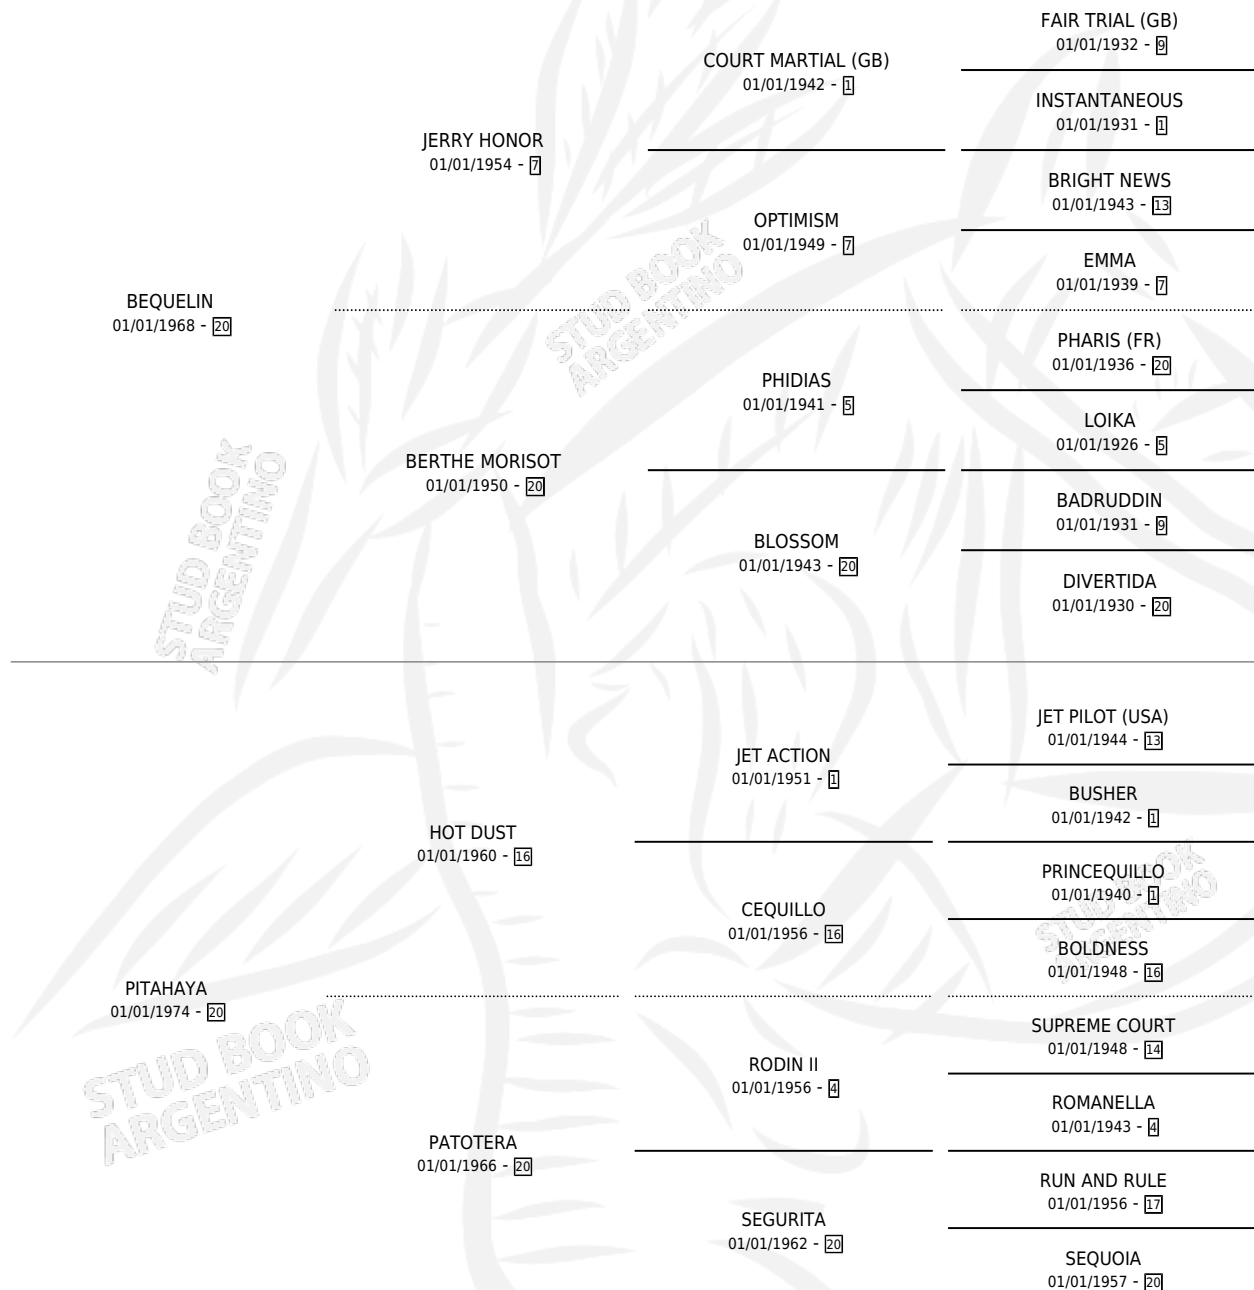 FAIR TRIAL (GB)
01/01/1932 - 9
COURT MARTIAL (GB)
01/01/1942 - 1
INSTANTANEOUS
01/01/1931 - 1
JERRY HONOR
01/01/1954 - 7
BRIGHT NEWS
01/01/1943 - 13
OPTIMISM
01/01/1949 - 7
EMMA
01/01/1939 - 7
BEQUELIN
01/01/1968 - 20
PHARIS (FR)
01/01/1936 - 20
PHIDIAS
01/01/1941 - 5
LOIKA
01/01/1926 - 5
BERTHE MORISOT
01/01/1950 - 20
BADRUDDIN
01/01/1931 - 9
BLOSSOM
01/01/1943 - 20
DIVERTIDA
01/01/1930 - 20
JET PILOT (USA)
01/01/1944 - 13
JET ACTION
01/01/1951 - 1
BUSHER
01/01/1942 - 1
HOT DUST
01/01/1960 - 16
PRINCEQUILLO
01/01/1940 - 1
CEQUILLO
01/01/1956 - 16
BOLDNESS
01/01/1948 - 16
PITAHAYA
01/01/1974 - 20
SUPREME COURT
01/01/1948 - 14
RODIN II
01/01/1956 - 4
ROMANELLA
01/01/1943 - 4
PATOTERA
01/01/1966 - 20
RUN AND RULE
01/01/1956 - 17
SEGURITA
01/01/1962 - 20
SEQUOIA
01/01/1957 - 20
STUD BOOK
ARGENTINO
STUD BOOK
ARGENTINO
STUD BOOK
ARGENTINO
STUD BOOK
ARGENTINO